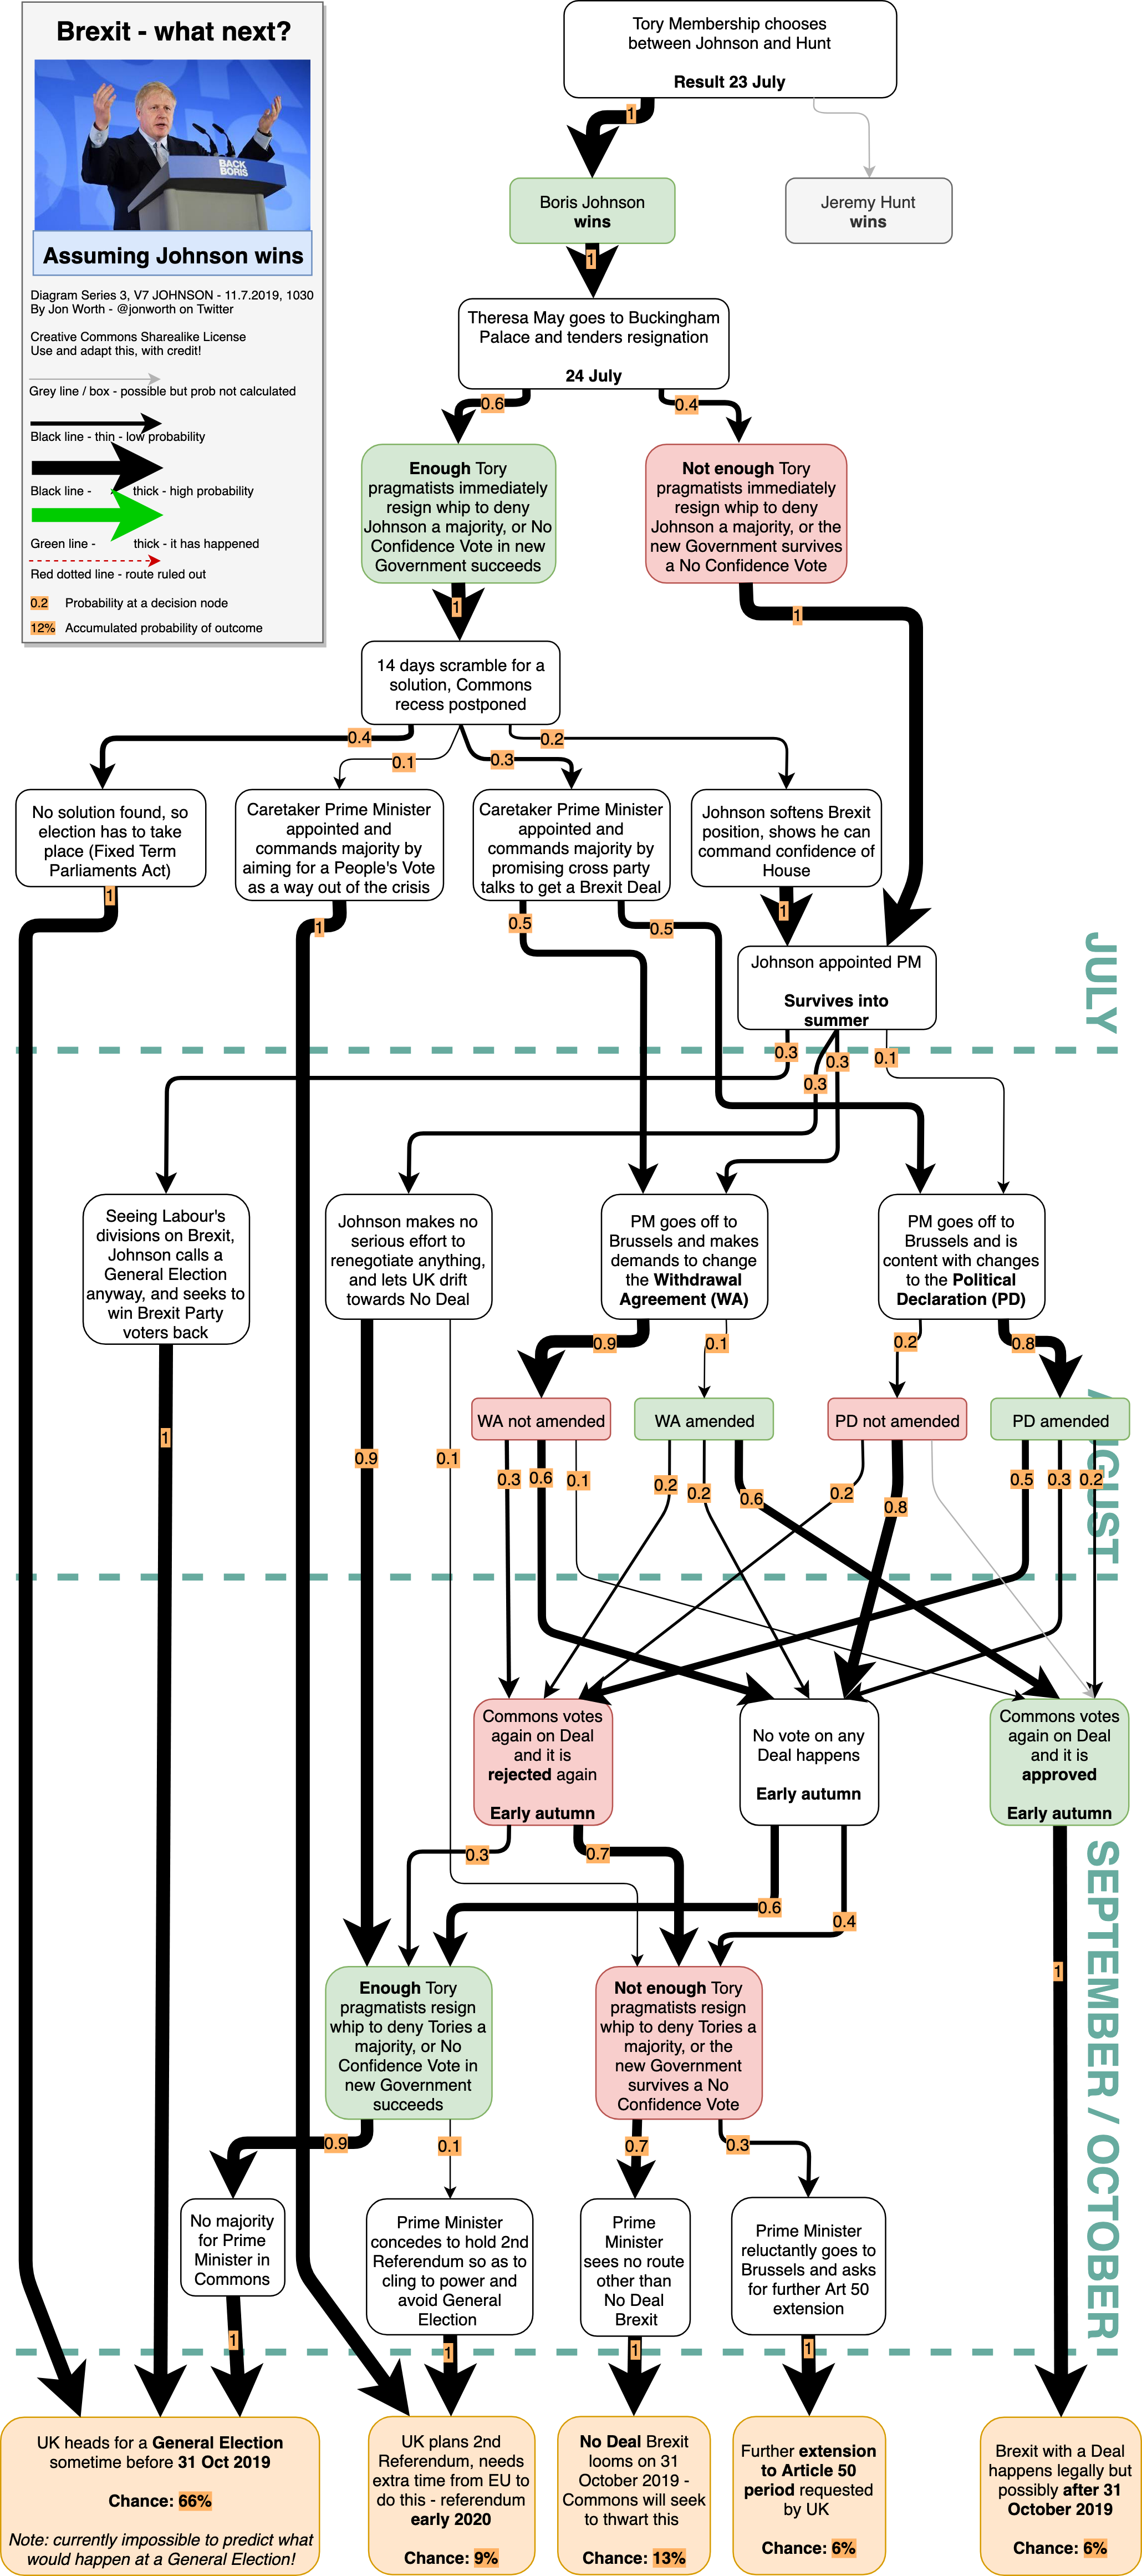 Brexit - what next?
BACK
BORIS
Assuming Johnson wins
Diagram Series 3, V7 JOHNSON - 11.7.2019, 1030
By Jon Worth - @jonworth on Twitter
Creative Commons Sharealike License
Use and adapt this, with credit!
Grey line / box - possible but prob not calculated
Black line - thin - low probability
Black line - thick - high probability
Green line - thick - it has happened
Red dotted line - route ruled out
0.2 Probability at a decision node
12% Accumulated probability of outcome
Tory Membership chooses
between Johnson and Hunt
Result 23 July
1
Boris Johnson
wins
Jeremy Hunt
wins
1
Theresa May goes to Buckingham
Palace and tenders resignation
24 July
0.6
0.4
Enough Tory
pragmatists immediately
resign whip to deny
Johnson a majority, or No
Confidence Vote in new
Government succeeds
Not enough Tory
pragmatists immediately
resign whip to deny
Johnson a majority, or the
new Government survives
a No Confidence Vote
1
1
14 days scramble for a
solution, Commons
recess postponed
0.4
0.1
0.3
0.2
No solution found, so
election has to take
place (Fixed Term
Parliaments Act)
Caretaker Prime Minister
appointed and
commands majority by
aiming for a People's Vote
as a way out of the crisis
Caretaker Prime Minister
appointed and
commands majority by
promising cross party
talks to get a Brexit Deal
Johnson softens Brexit
position, shows he can
command confidence of
House
1
1
0.5
0.5
1
Johnson appointed PM
Survives into
summer
JULY
0.3
0.3
0.3
0.1
Seeing Labour's
divisions on Brexit,
Johnson calls a
General Election
anyway, and seeks to
win Brexit Party
voters back
Johnson makes no
serious effort to
renegotiate anything,
and lets UK drift
towards No Deal
PM goes off to
Brussels and makes
demands to change
the Withdrawal
Agreement (WA)
PM goes off to
Brussels and is
content with changes
to the Political
Declaration (PD)
0.9
0.1
0.2
0.8
WA not amended
WA amended
PD not amended
PD amended
AUGUST
1
0.9
0.1
0.3
0.6
0.1
0.2
0.2
0.6
0.2
0.8
0.5
0.3
0.2
Commons votes
again on Deal
and it is
rejected again
Early autumn
No vote on any
Deal happens
Early autumn
Commons votes
again on Deal
and it is
approved
Early autumn
0.3
0.7
0.6
0.4
1
SEPTEMBER / OCTOBER
Enough Tory
pragmatists resign
whip to deny Tories a
majority, or No
Confidence Vote in
new Government
succeeds
Not enough Tory
pragmatists resign
whip to deny Tories a
majority, or the
new Government
survives a No
Confidence Vote
0.9
0.1
0.7
0.3
No majority
for Prime
Minister in
Commons
Prime Minister
concedes to hold 2nd
Referendum so as to
cling to power and
avoid General
Election
Prime
Minister
sees no route
other than
No Deal
Brexit
Prime Minister
reluctantly goes to
Brussels and asks
for further Art 50
extension
1
1
1
1
UK heads for a General Election
sometime before 31 Oct 2019
Chance: 66%
Note: currently impossible to predict what
would happen at a General Election!
UK plans 2nd
Referendum, needs
extra time from EU to
do this - referendum
early 2020
Chance: 9%
No Deal Brexit
looms on 31
October 2019 -
Commons will seek
to thwart this
Chance: 13%
Further extension
to Article 50
period requested
by UK
Chance: 6%
Brexit with a Deal
happens legally but
possibly after 31
October 2019
Chance: 6%